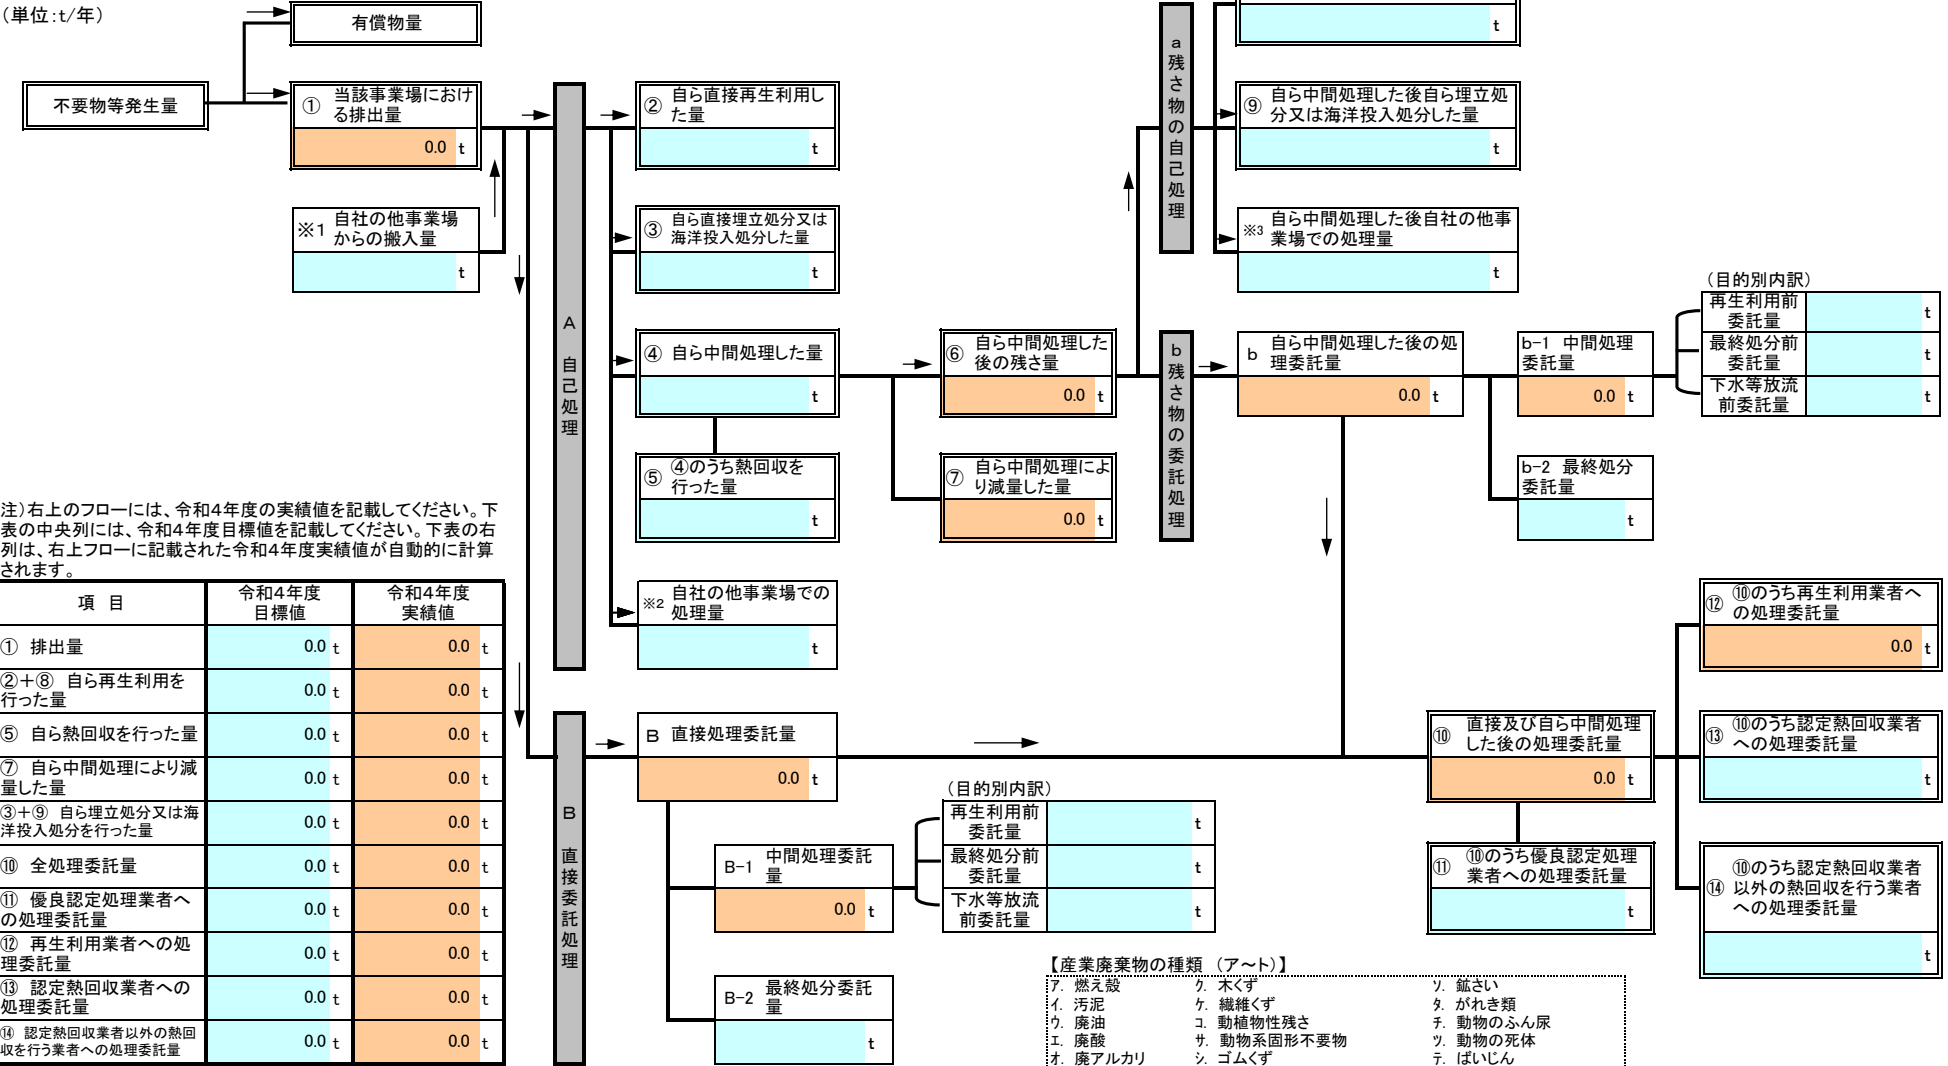 (単位:t/年)
有償物量
不要物等発生量
① 当該事業場におけ
る排出量
0.0 t
※1 自社の他事業場
からの搬入量
t
A 自己処理
② 自ら直接再生利用し
た量
t
③ 自ら直接埋立処分又は
海洋投入処分した量
t
④ 自ら中間処理した量
t
⑤ ④のうち熱回収を
行った量
t
※2 自社の他事業場での
処理量
t
⑥ 自ら中間処理した
後の残さ量
0.0 t
⑦ 自ら中間処理によ
り減量した量
0.0 t
a 残さ物の自己処理
t
⑨ 自ら中間処理した後自ら埋立処
分又は海洋投入処分した量
t
※3 自ら中間処理した後自社の他事
業場での処理量
t
b 残さ物の委託処理
b 自ら中間処理した後の処
理委託量
0.0 t
b-1 中間処理
委託量
0.0 t
(目的別内訳)
再生利用前
委託量
t
最終処分前
委託量
t
下水等放流
前委託量
t
b-2 最終処分
委託量
t
注)右上のフローには、令和4年度の実績値を記載してください。下
表の中央列には、令和4年度目標値を記載してください。下表の右
列は、右上フローに記載された令和4年度実績値が自動的に計算
されます。
項 目 令和4年度
目標値 令和4年度
実績値
① 排出量 0.0 t 0.0 t
②+⑧ 自ら再生利用を
行った量 0.0 t 0.0 t
⑤ 自ら熱回収を行った量 0.0 t 0.0 t
⑦ 自ら中間処理により減
量した量 0.0 t 0.0 t
③+⑨ 自ら埋立処分又は海
洋投入処分を行った量 0.0 t 0.0 t
⑩ 全処理委託量 0.0 t 0.0 t
⑪ 優良認定処理業者へ
の処理委託量 0.0 t 0.0 t
⑫ 再生利用業者への処
理委託量 0.0 t 0.0 t
⑬ 認定熱回収業者への
処理委託量 0.0 t 0.0 t
⑭ 認定熱回収業者以外の熱回
収を行う業者への処理委託量 0.0 t 0.0 t
B 直接委託処理
B 直接処理委託量
0.0 t
B-1 中間処理委託
量
0.0 t
(目的別内訳)
再生利用前
委託量
t
最終処分前
委託量
t
下水等放流
前委託量
t
B-2 最終処分委託
量
t
⑩ 直接及び自ら中間処理
した後の処理委託量
0.0 t
⑪ ⑩のうち優良認定処理
業者への処理委託量
t
⑫ ⑩のうち再生利用業者へ
の処理委託量
0.0 t
⑬ ⑩のうち認定熱回収業者
への処理委託量
t
⑭ ⑩のうち認定熱回収業者
以外の熱回収を行う業者
への処理委託量
t
【産業廃棄物の種類 (ア~ト)】
ア. 燃え殻 ク. 木くず ソ. 鉱さい
イ. 汚泥 ケ. 繊維くず タ. がれき類
ウ. 廃油 コ. 動植物性残さ チ. 動物のふん尿
エ. 廃酸 サ. 動物系固形不要物 ツ. 動物の死体
オ. 廃アルカリ シ. ゴムくず テ. ばいじん